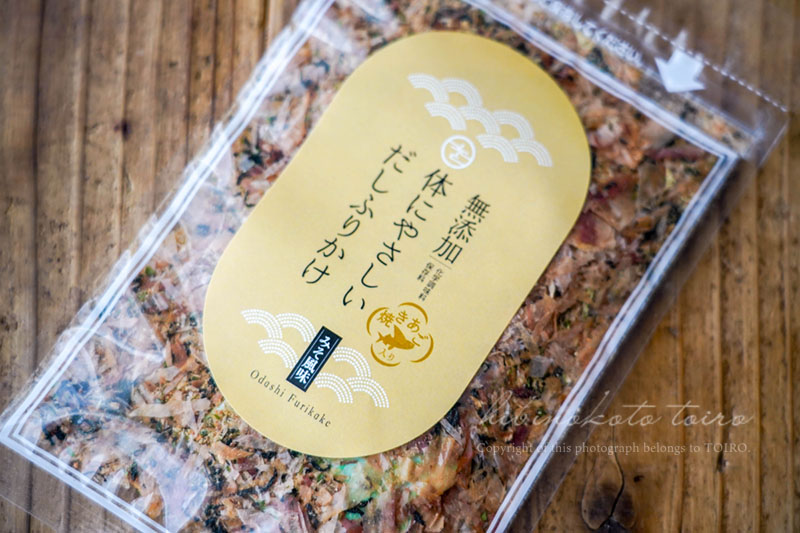 無添加
化学調味料
保存料
体にやさしい
だしふりかけ
焼きあご
入り
みそ風味
Odashi Furikake
toiro
Copyright of this photograph belongs to TOIRO.